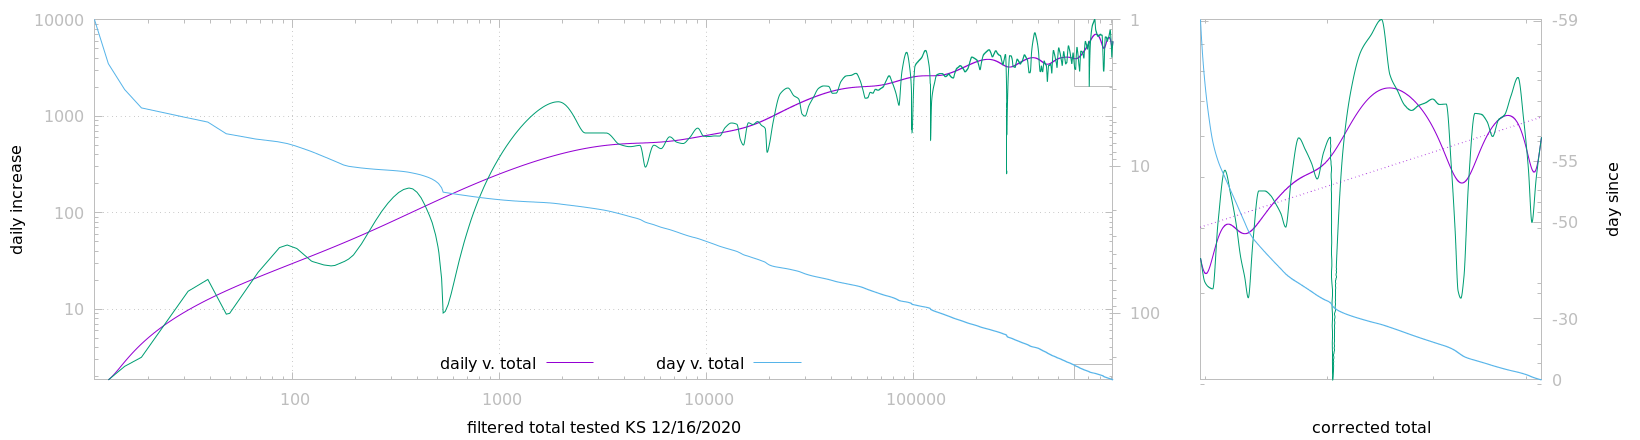 10000
1000
100
10
daily increase
100
1000
10000
100000
filtered total tested KS 12/16/2020
daily v. total
day v. total
1
10
100
-59
-55
-50
-30
0
day since
corrected total